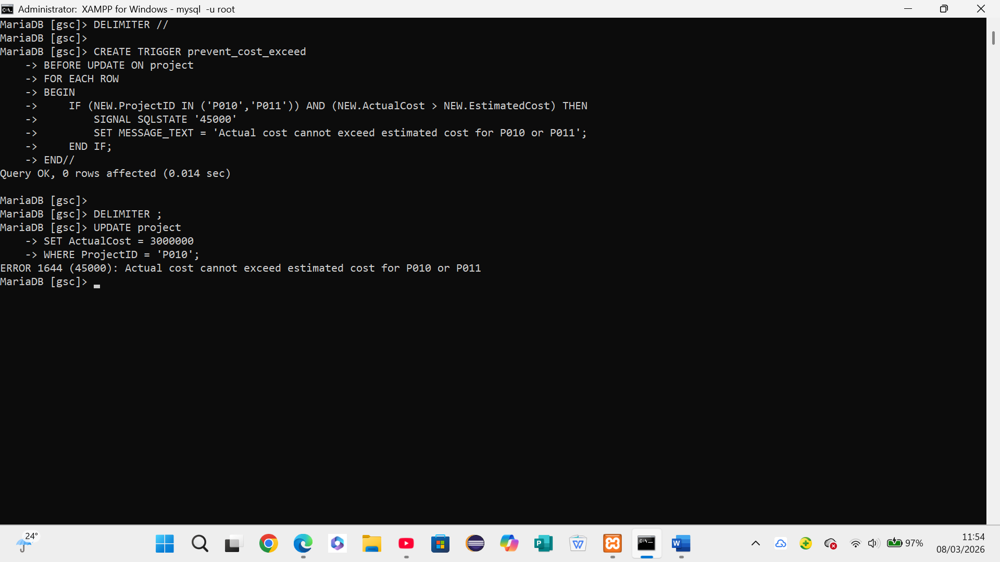 Administrator:  XAMPP for Windows - mysql  -u root
MariaDB [gsc]> DELIMITER //
MariaDB [gsc]>
MariaDB [gsc]> CREATE TRIGGER prevent_cost_exceed
    -> BEFORE UPDATE ON project
    -> FOR EACH ROW
    -> BEGIN
    ->     IF (NEW.ProjectID IN ('P010','P011')) AND (NEW.ActualCost > NEW.EstimatedCost) THEN
    ->         SIGNAL SQLSTATE '45000'
    ->         SET MESSAGE_TEXT = 'Actual cost cannot exceed estimated cost for P010 or P011';
    ->     END IF;
    -> END//
Query OK, 0 rows affected (0.014 sec)
MariaDB [gsc]>
MariaDB [gsc]> DELIMITER ;
MariaDB [gsc]> UPDATE project
    -> SET ActualCost = 3000000
    -> WHERE ProjectID = 'P010';
ERROR 1644 (45000): Actual cost cannot exceed estimated cost for P010 or P011
MariaDB [gsc]>
24°
97%
11:54
08/03/2026